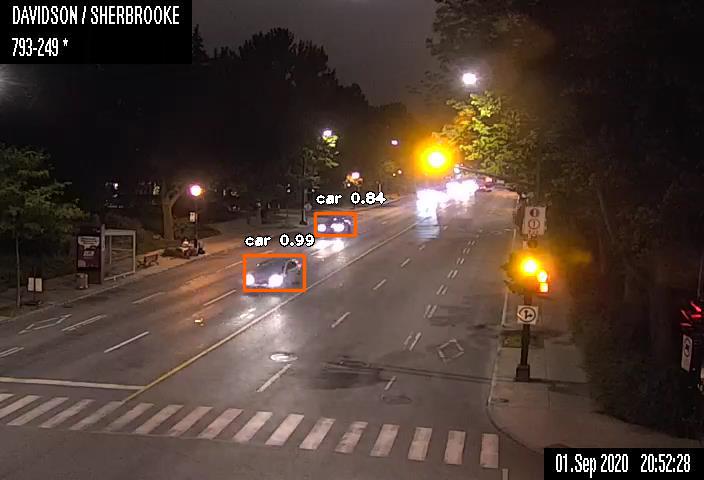 DAVIDSON / SHERBROOKE
793-249 *
car 0.84
car 0.99
01.Sep 2020 20:52:28